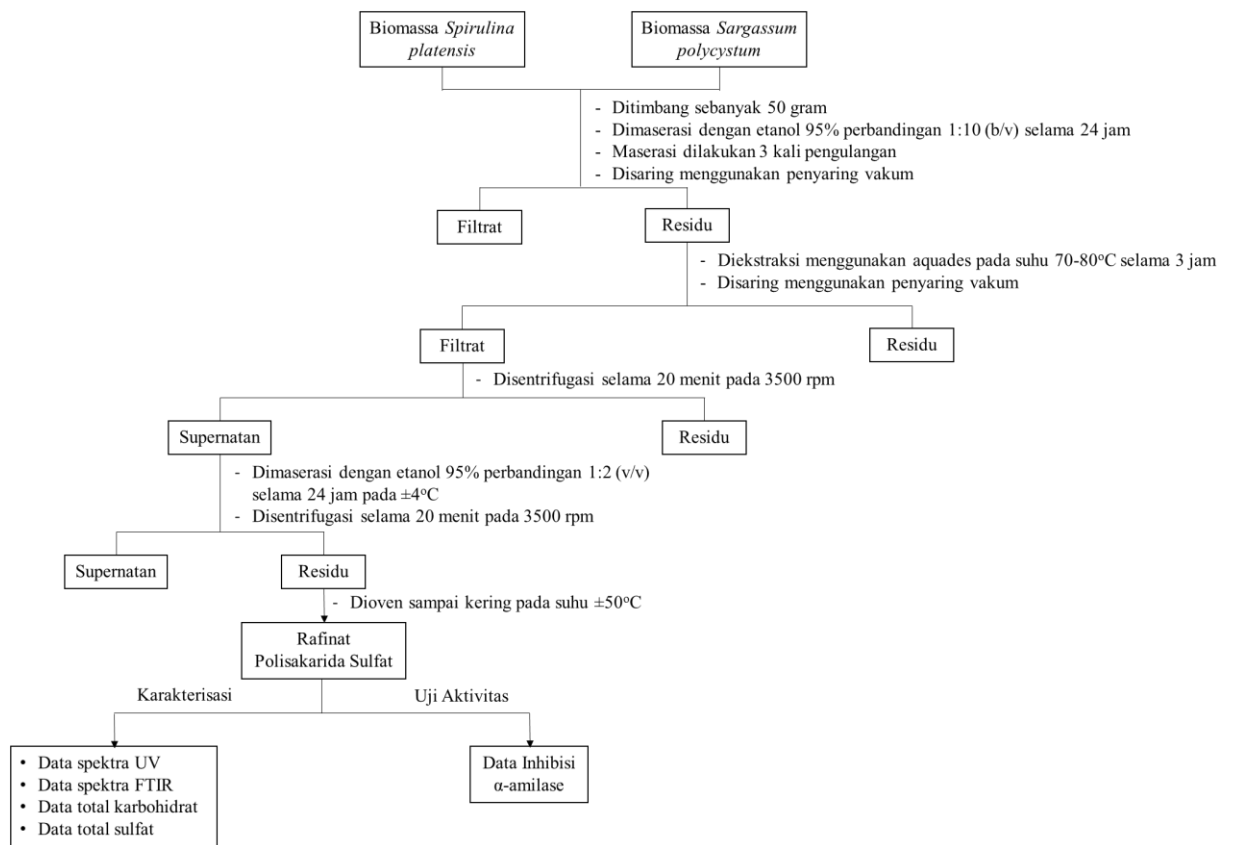 Biomassa Spirulina
platensis
Biomassa Sargassum
polycystum
- Ditimbang sebanyak 50 gram
- Dimaserasi dengan etanol 95% perbandingan 1:10 (b/v) selama 24 jam
- Maserasi dilakukan 3 kali pengulangan
- Disaring menggunakan penyaring vakum
Filtrat
Residu
- Diekstraksi menggunakan aquades pada suhu 70-80°C selama 3 jam
- Disaring menggunakan penyaring vakum
Filtrat
Residu
- Disentrifugasi selama 20 menit pada 3500 rpm
Supernatan
Residu
- Dimaserasi dengan etanol 95% perbandingan 1:2 (v/v)
selama 24 jam pada ±4°C
- Disentrifugasi selama 20 menit pada 3500 rpm
Supernatan
Residu
- Dioven sampai kering pada suhu ±50°C
Rafinat
Polisakarida Sulfat
Karakterisasi
Uji Aktivitas
• Data spektra UV
• Data spektra FTIR
• Data total karbohidrat
• Data total sulfat
Data Inhibisi
α-amilase